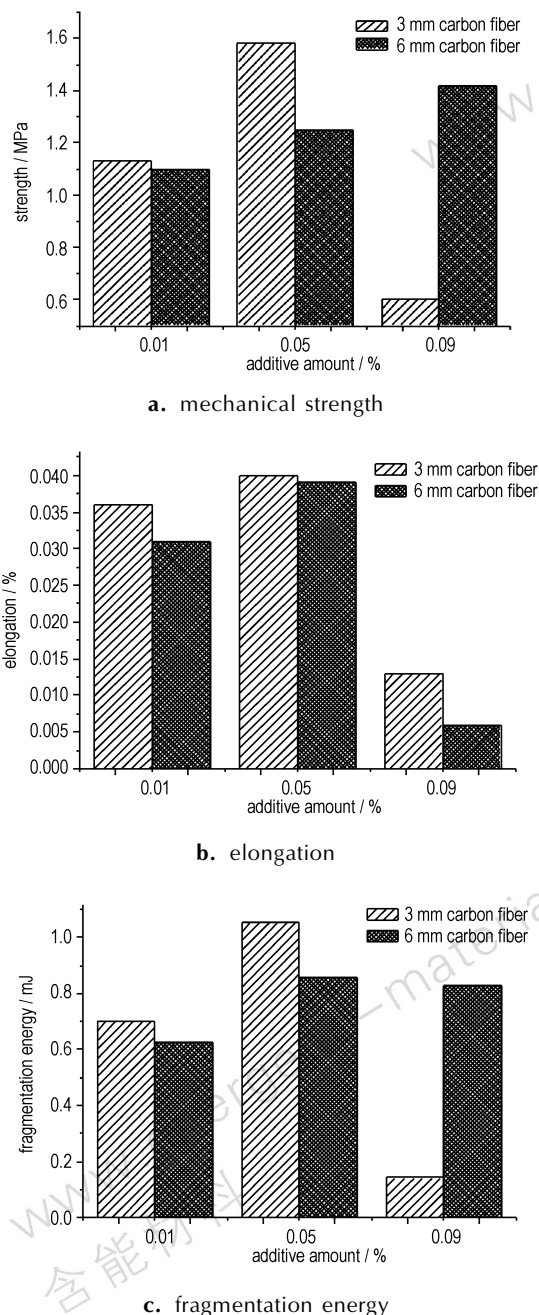 3 mm carbon fiber
6 mm carbon fiber
1.6
1.4
1.2
1.0
0.8
0.6
strength / MPa
0.01 0.05 0.09
additive amount / %
a. mechanical strength
3 mm carbon fiber
6 mm carbon fiber
0.040
0.035
0.030
0.025
0.020
0.015
0.010
0.005
0.000
elongation / %
0.01 0.05 0.09
additive amount / %
b. elongation
3 mm carbon fiber
6 mm carbon fiber
1.0
0.8
0.6
0.4
0.2
0.0
fragmentation energy / mJ
0.01 0.05 0.09
additive amount / %
c. fragmentation energy
含能材料